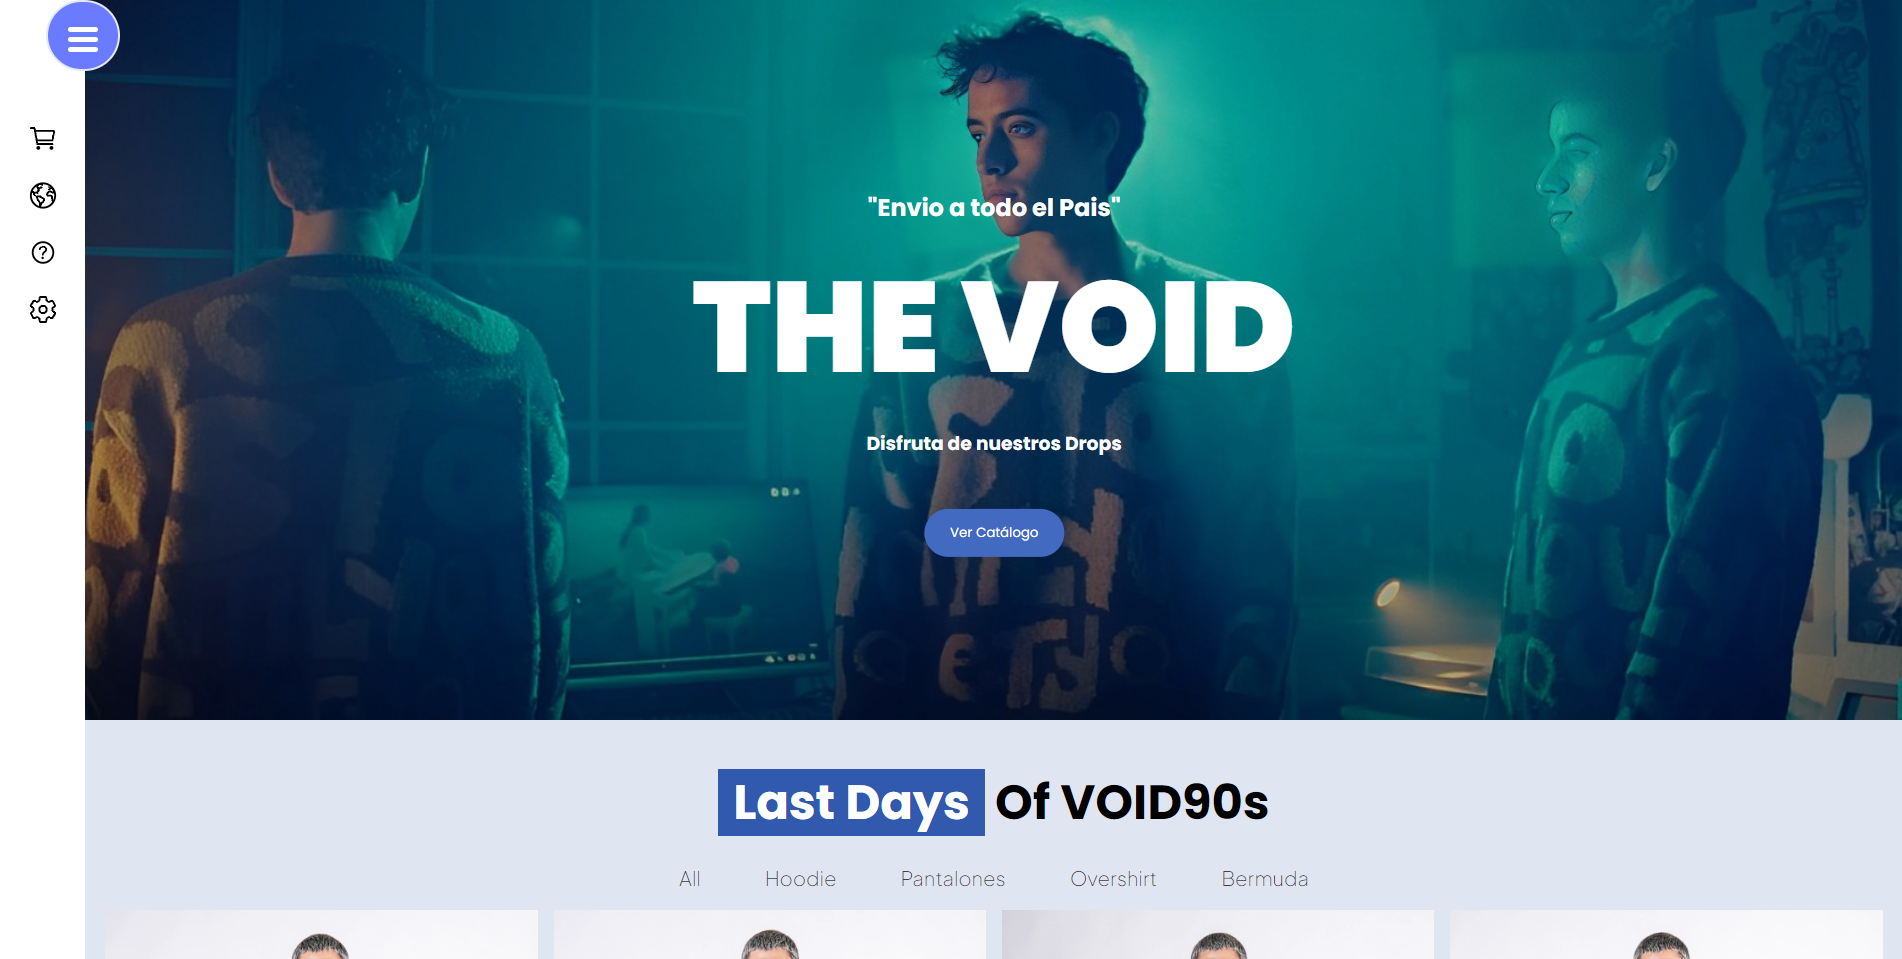 "Envio a todo el Pais"
THE VOID
Disfruta de nuestros Drops
Ver Catálogo
Last Days Of VOID90s
All Hoodie Pantalones Overshirt Bermuda